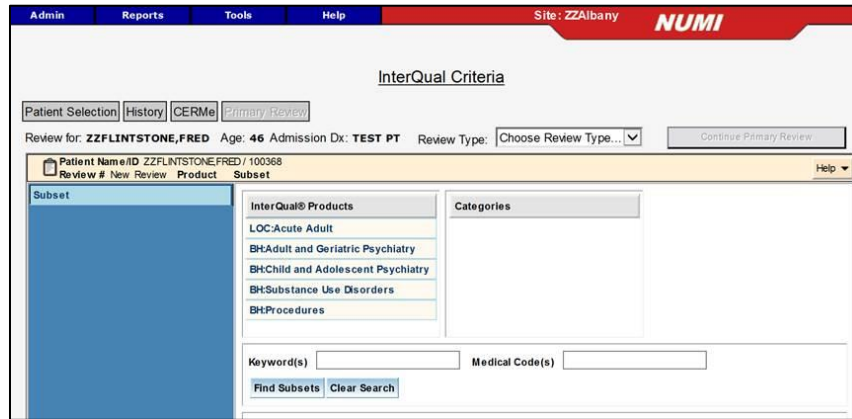 Admin Reports Tools Help Site: ZZAlbany NUMI
InterQual Criteria
Patient Selection History CERMe Primary Review
Review for: ZZFLINTSTONE,FRED Age: 46 Admission Dx: TEST PT Review Type: Choose Review Type... Continue Primary Review
Patient Name/ID ZZFLINTSTONE,FRED / 100368
Review # New Review Product Subset Help
Subset
InterQual® Products Categories
LOC:Acute Adult
BH:Adult and Geriatric Psychiatry
BH:Child and Adolescent Psychiatry
BH:Substance Use Disorders
BH:Procedures
Keyword(s) Medical Code(s)
Find Subsets Clear Search